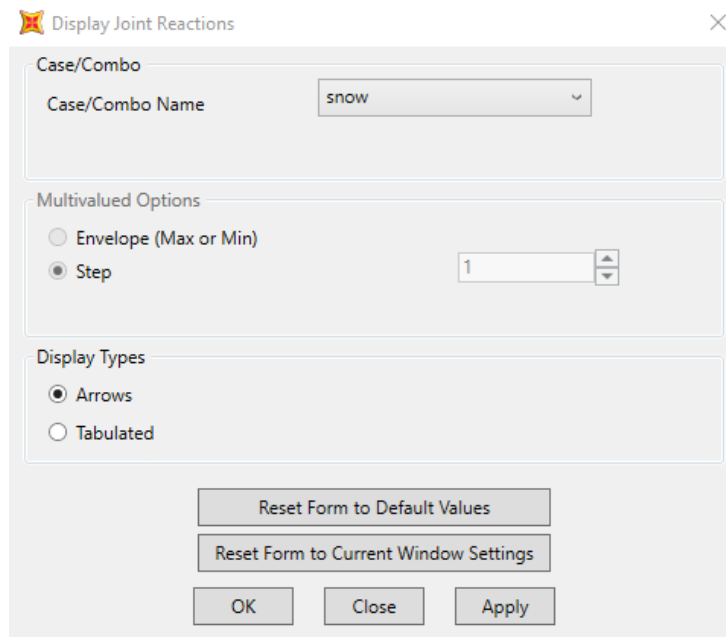 Display Joint Reactions
Case/Combo
Case/Combo Name snow
Multivalued Options
Envelope (Max or Min)
Step 1
Display Types
Arrows
Tabulated
Reset Form to Default Values
Reset Form to Current Window Settings
OK Close Apply